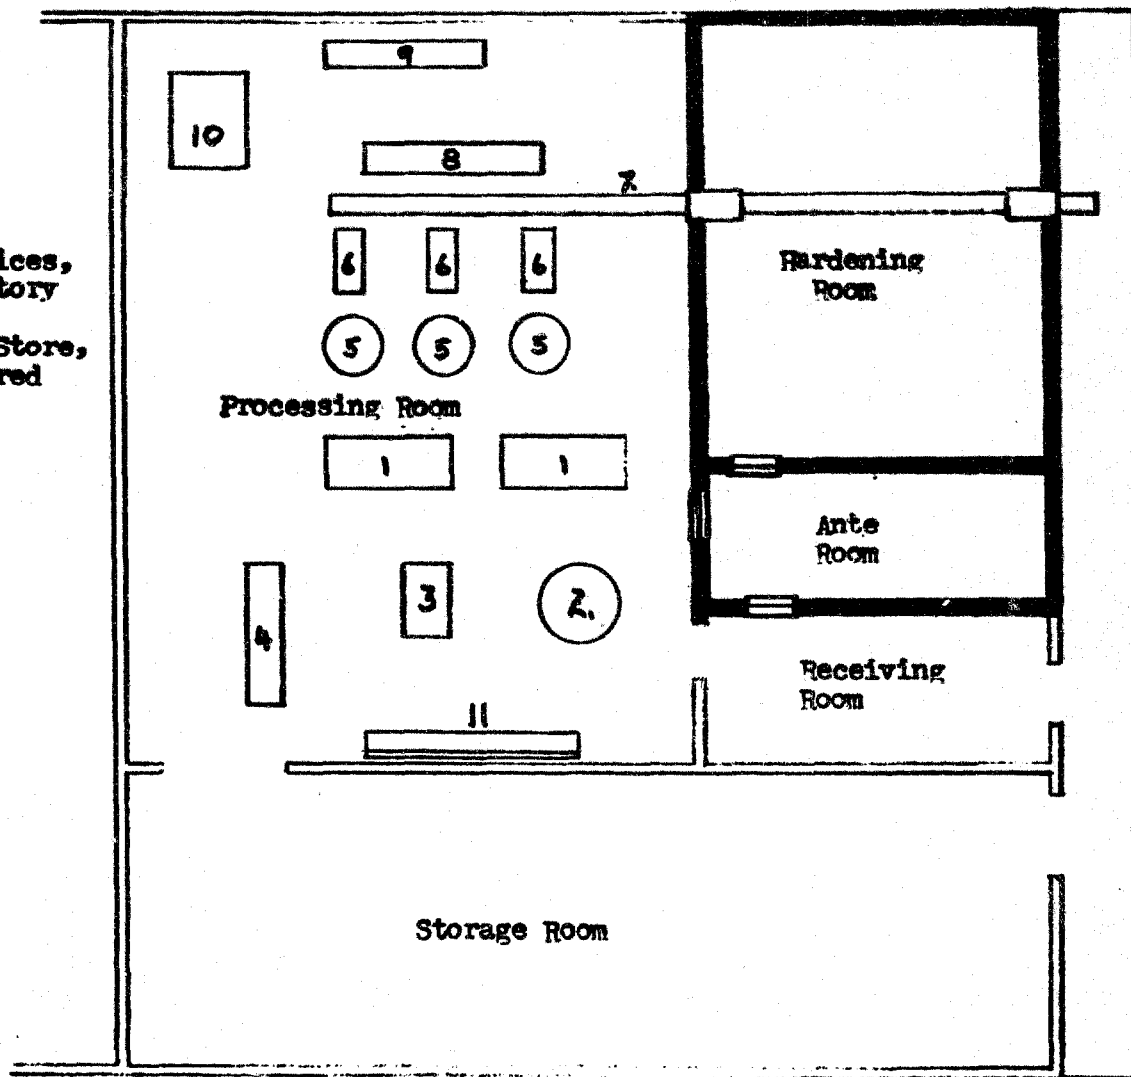 9
10
8
7
ices,
tory
6 6 6
Hardening
Room
Store,
red
5 5 5
Processing Room
1 1
Ante
Room
3
2.
4
Receiving
Room
11
Storage Room